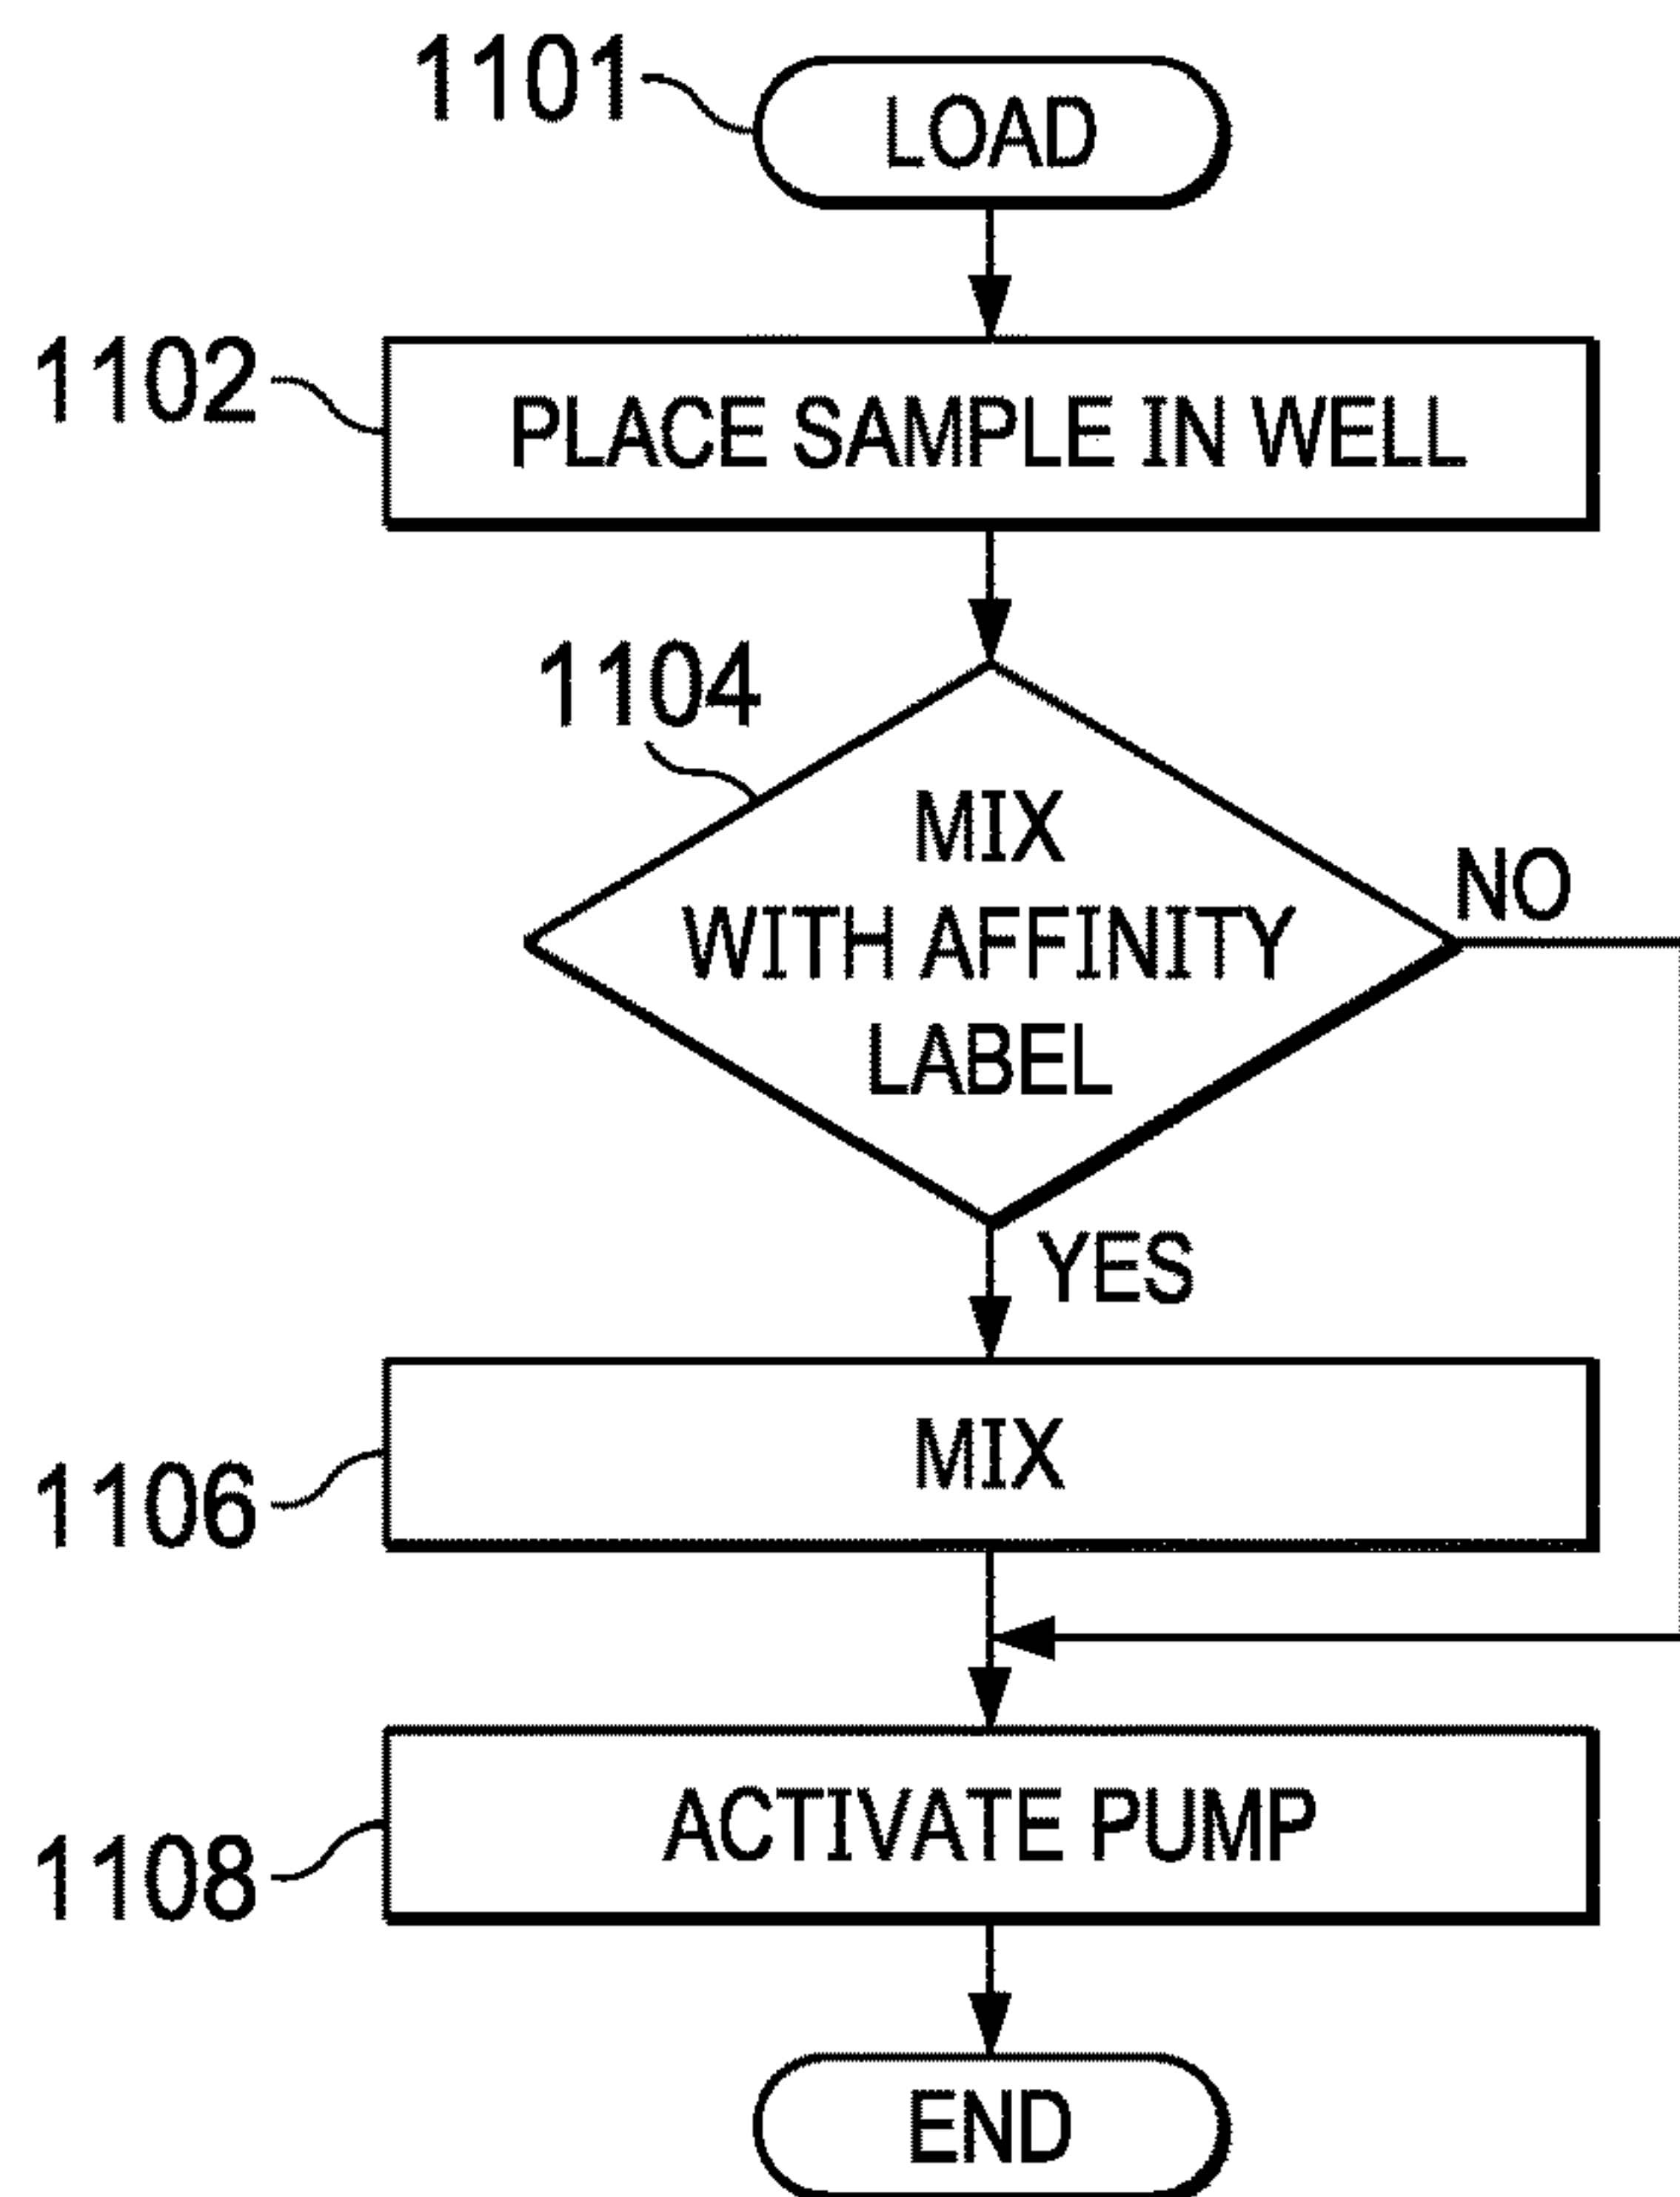 1101
LOAD
1102
PLACE SAMPLE IN WELL
1104
MIX
WITH AFFINITY
LABEL
NO
YES
1106
MIX
1108
ACTIVATE PUMP
END